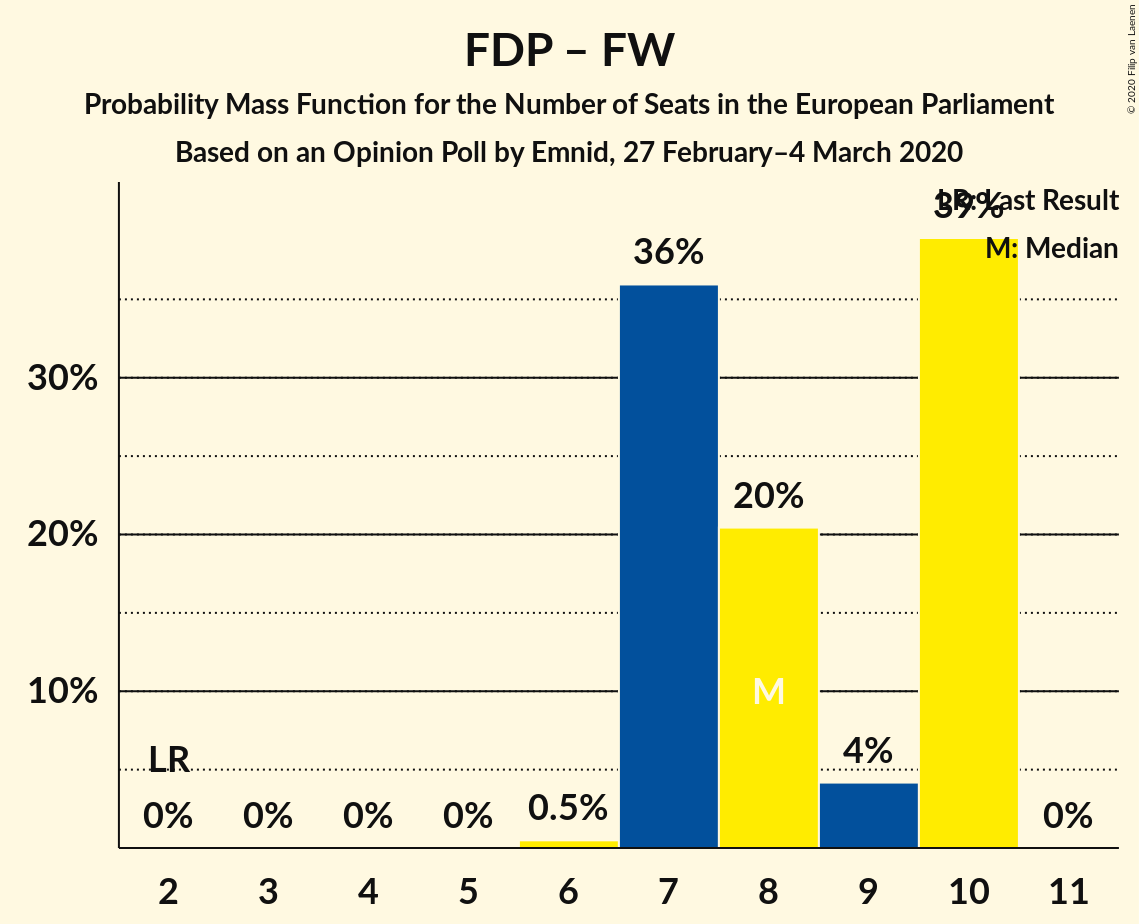 FDP – FW
Probability Mass Function for the Number of Seats in the European Parliament
Based on an Opinion Poll by Emnid, 27 February–4 March 2020
© 2020 Filip van Laenen
LR: Last Result
M: Median
39%
36%
30%
20%
20%
10%
M
LR
4%
0.5%
0%
0%
0%
0%
0%
2 3 4 5 6 7 8 9 10 11